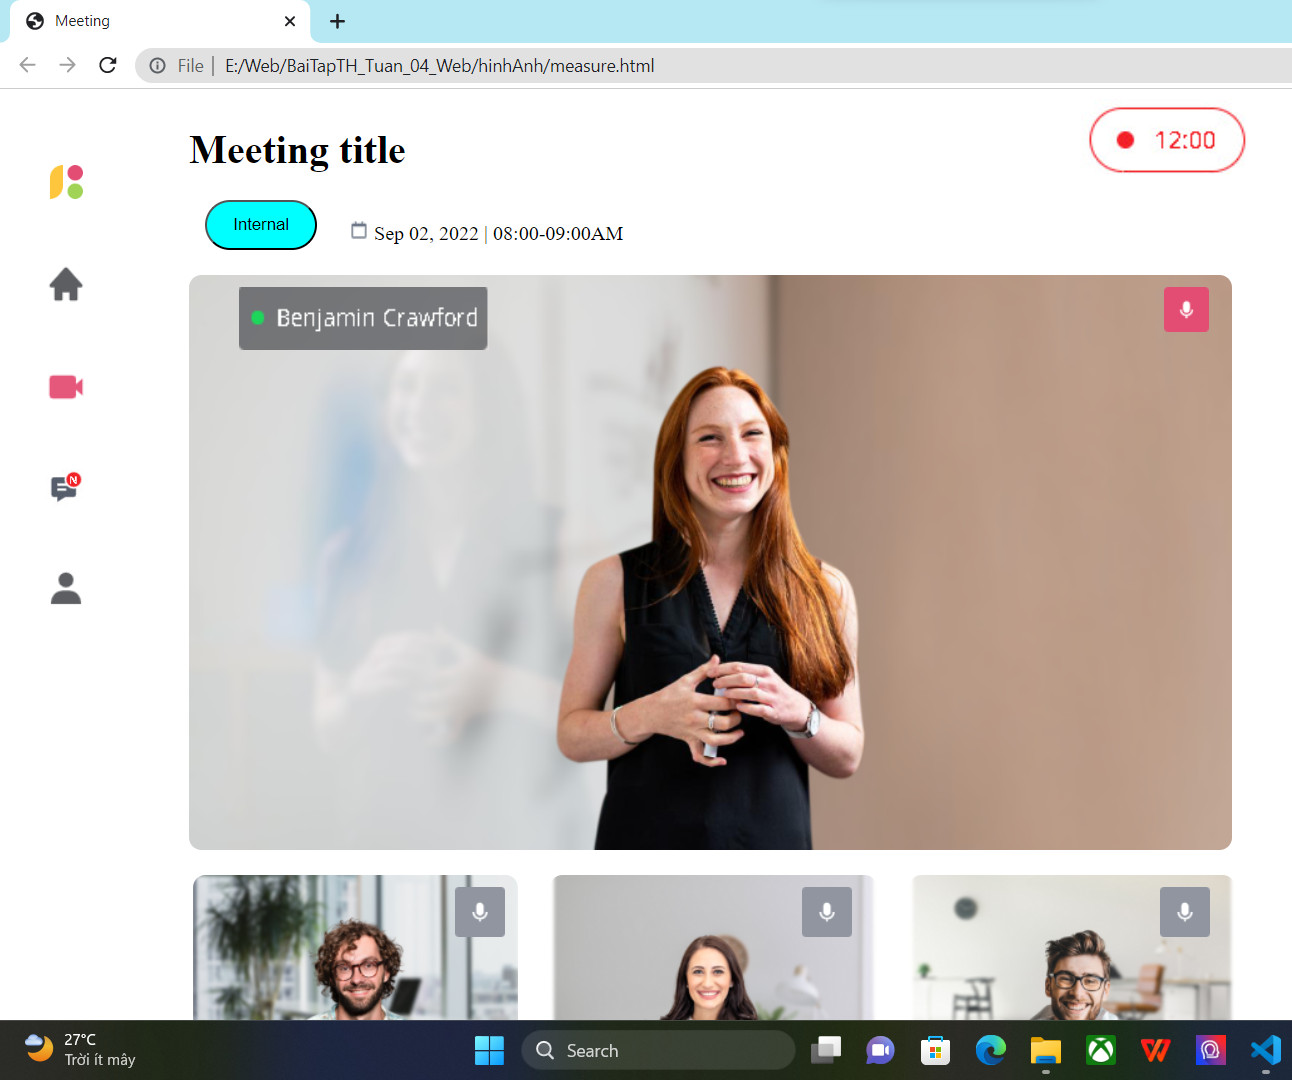 Meeting
File | E:/Web/BaiTapTH_Tuan_04_Web/hinhAnh/measure.html
Meeting title
12:00
Internal
Sep 02, 2022 | 08:00-09:00AM
Benjamin Crawford
N
27°C
Trời ít mây
Search